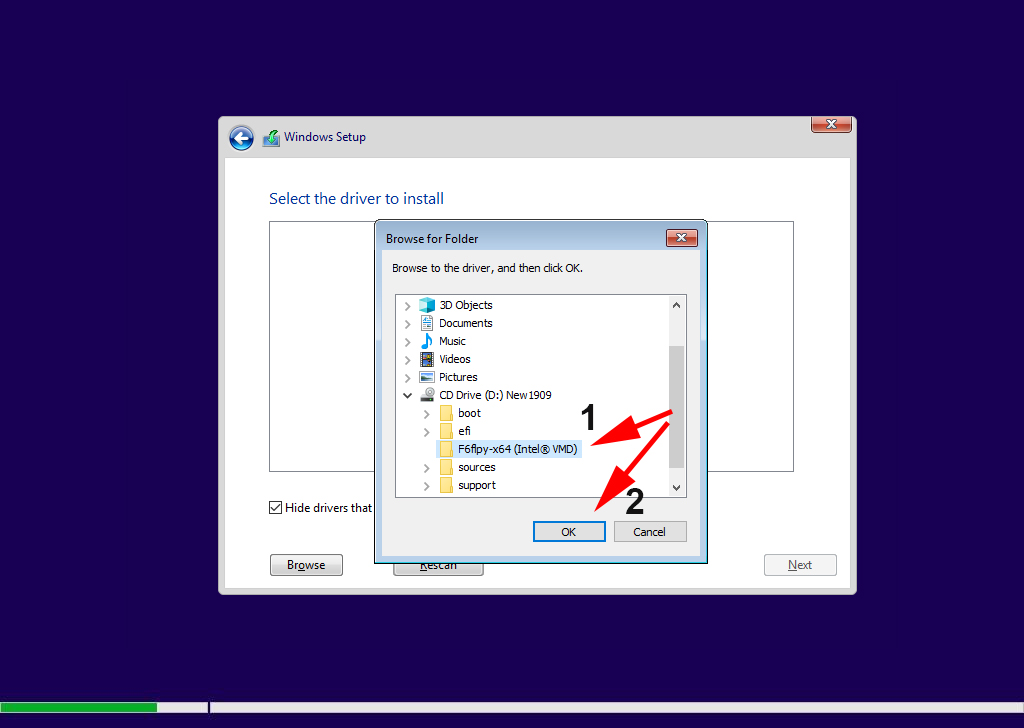 Windows Setup
Select the driver to install
Browse for Folder
Browse to the driver, and then click OK.
3D Objects
Documents
Music
Videos
Pictures
CD Drive (D:) New1909
boot
1
efi
F6flpy-x64 (Intel® VMD)
sources
support
2
Hide drivers that
OK
Cancel
Browse
Rescan
Next